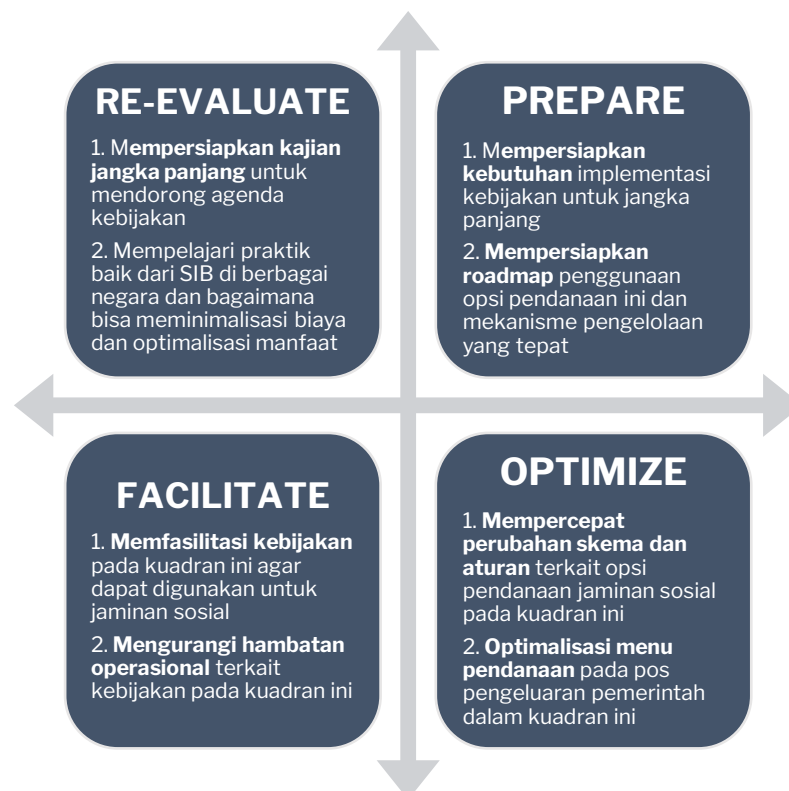 RE-EVALUATE
1. Mempersiapkan kajian
jangka panjang untuk
mendorong agenda
kebijakan
2. Mempelajari praktik
baik dari SIB di berbagai
negara dan bagaimana
bisa meminimalisasi biaya
dan optimalisasi manfaat
PREPARE
1. Mempersiapkan
kebutuhan implementasi
kebijakan untuk jangka
panjang
2. Mempersiapkan
roadmap penggunaan
opsi pendanaan ini dan
mekanisme pengelolaan
yang tepat
FACILITATE
1. Memfasilitasi kebijakan
pada kuadran ini agar
dapat digunakan untuk
jaminan sosial
2. Mengurangi hambatan
operasional terkait
kebijakan pada kuadran ini
OPTIMIZE
1. Mempercepat
perubahan skema dan
aturan terkait opsi
pendanaan jaminan sosial
pada kuadran ini
2. Optimalisasi menu
pendanaan pada pos
pengeluaran pemerintah
dalam kuadran ini